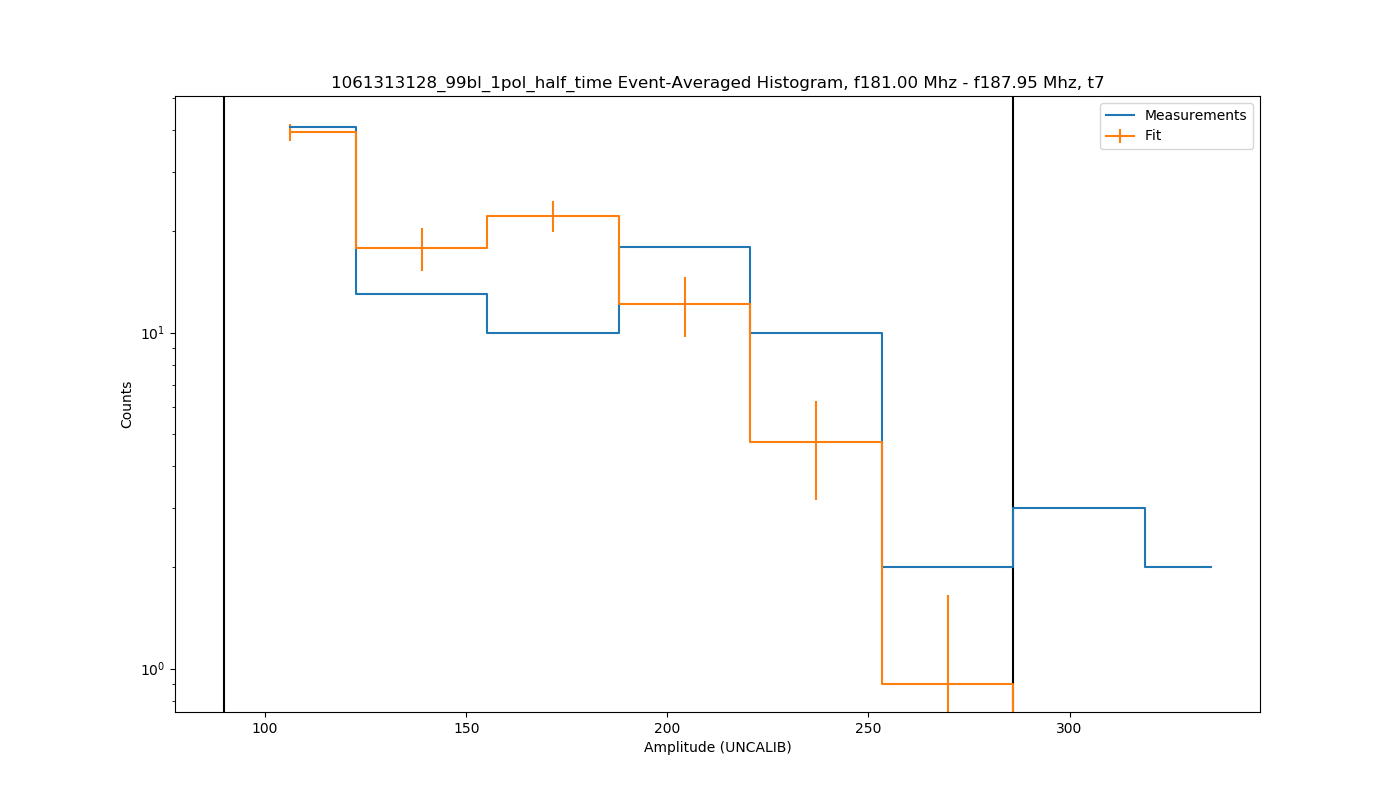 1061313128_99bl_1pol_half_time Event-Averaged Histogram, f181.00 Mhz - f187.95 Mhz, t7
Measurements
Fit
Counts
10¹
10⁰
100 150 200 250 300
Amplitude (UNCALIB)